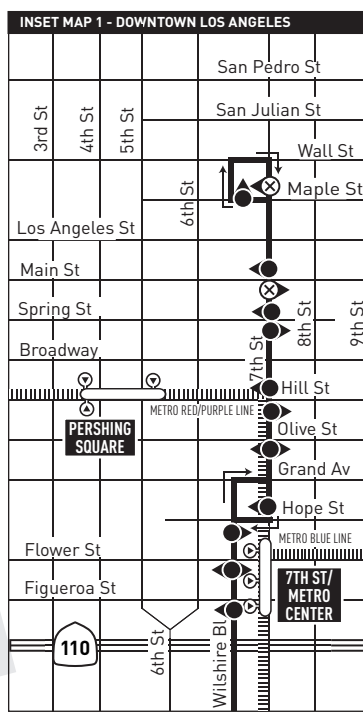 INSET MAP 1 - DOWNTOWN LOS ANGELES
San Pedro St
3rd St
4th St
5th St
San Julian St
Wall St
6th St
Maple St
Los Angeles St
Main St
Spring St
8th St
9th St
Broadway
7th St
Hill St
METRO RED/PURPLE LINE
PERSHING
SQUARE
Olive St
Grand Av
Hope St
Flower St
METRO BLUE LINE
Figueroa St
7TH ST/
METRO
CENTER
110
6th St
Wilshire Bl